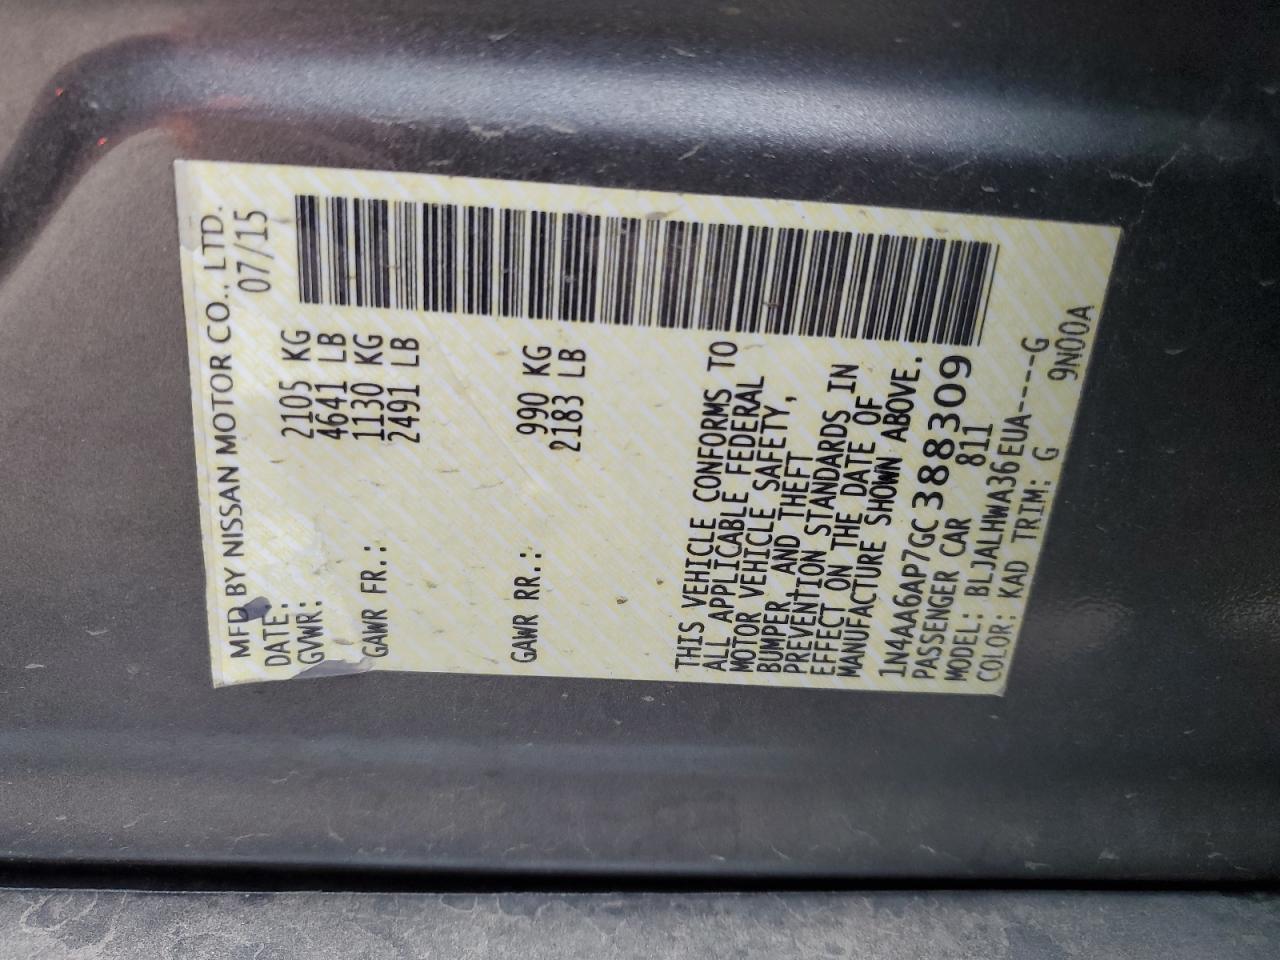 MFD BY NISSAN MOTOR CO., LTD.
DATE: 07/15
GVWR: 2105 KG
4641 LB
GAWR FR.: 1130 KG
2491 LB
GAWR RR.: 990 KG
2183 LB
THIS VEHICLE CONFORMS TO
ALL APPLICABLE FEDERAL
MOTOR VEHICLE SAFETY,
BUMPER AND THEFT
PREVENTION STANDARDS IN
EFFECT ON THE DATE OF
MANUFACTURE SHOWN ABOVE.
1N4AA6AP7GC388309
PASSENGER CAR 811
MODEL: BLJALHWA36EUA----G
COLOR: KAD TRIM: G 9N00A